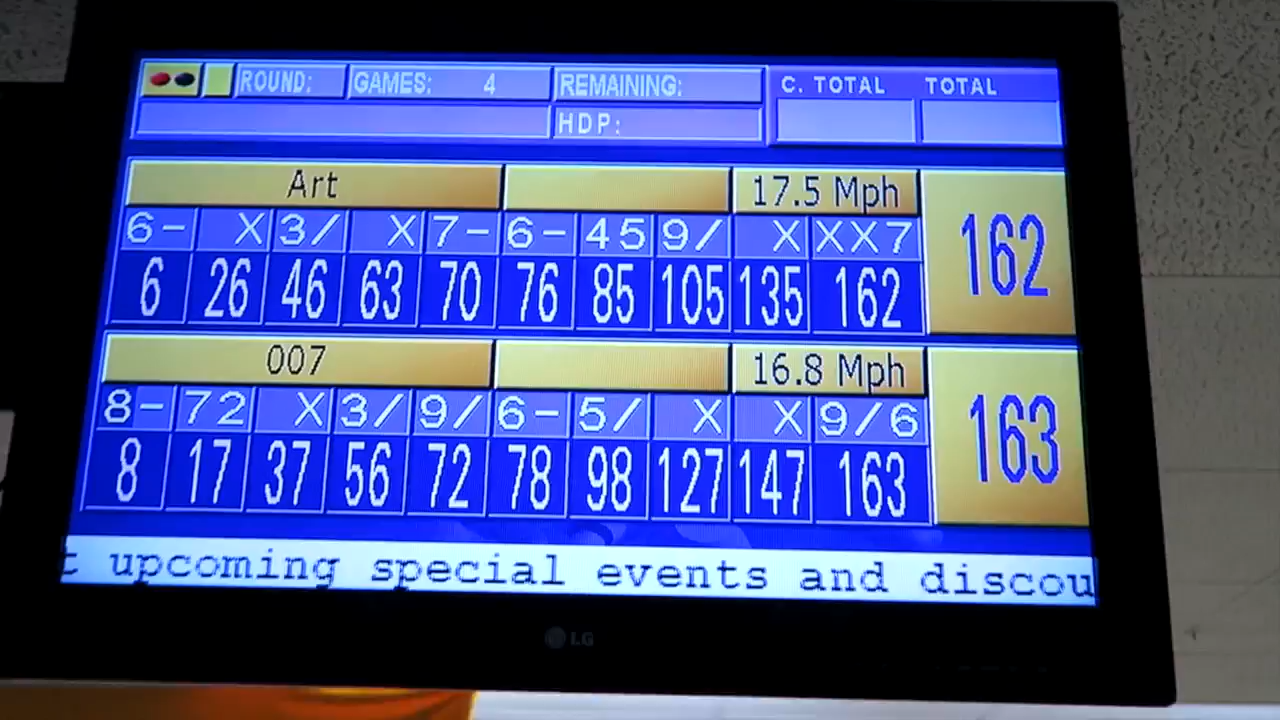 ROUND: GAMES: 4 REMAINING: C. TOTAL TOTAL
HDP:
Art 17.5 Mph
6- X 3/ X 7- 6- 45 9/ X XX7
6 26 46 63 70 76 85 105 135 162 162
007 16.8 Mph
8- 72 X 3/ 9/ 6- 5/ X X 9/6
8 17 37 56 72 78 98 127 147 163 163
t upcoming special events and discou
LG